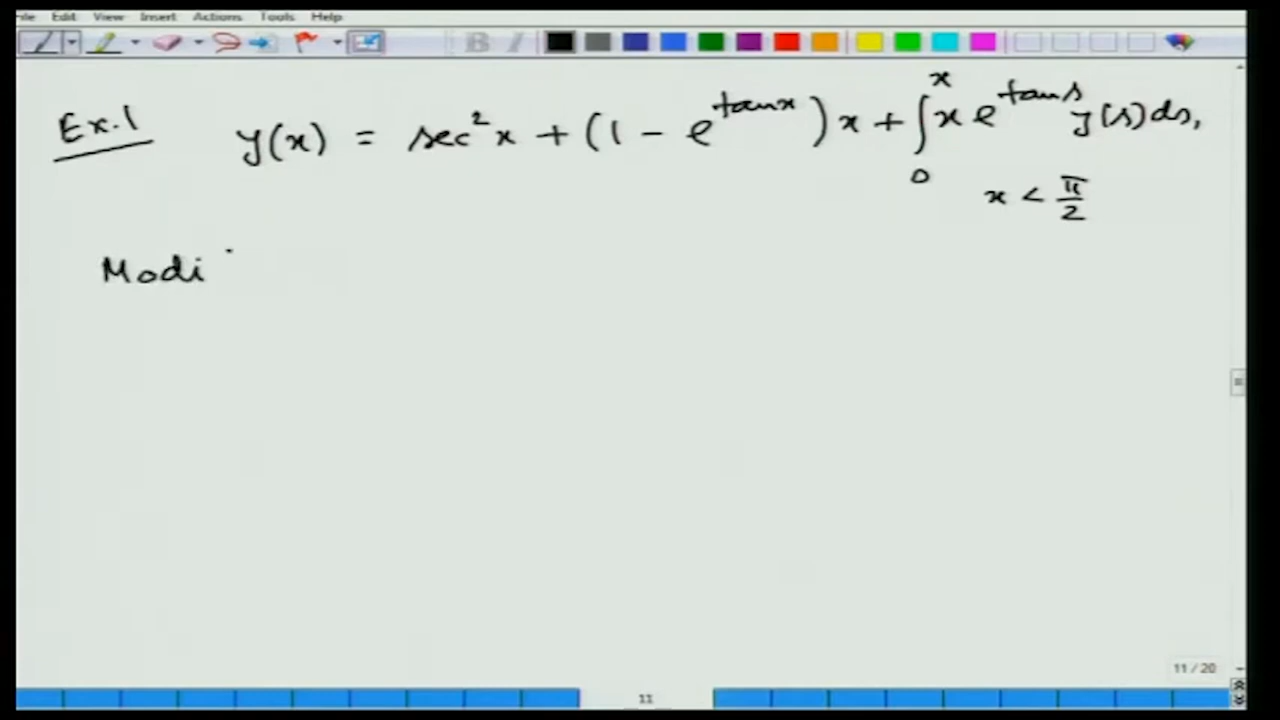 File Edit View Insert Actions Tools Help
Ex.1 y(x) = sec²x + (1 - e^{tan x})x + ∫₀ˣ x e^{tan s} y(s) ds,
x < π/2
Modi
11 / 20
11